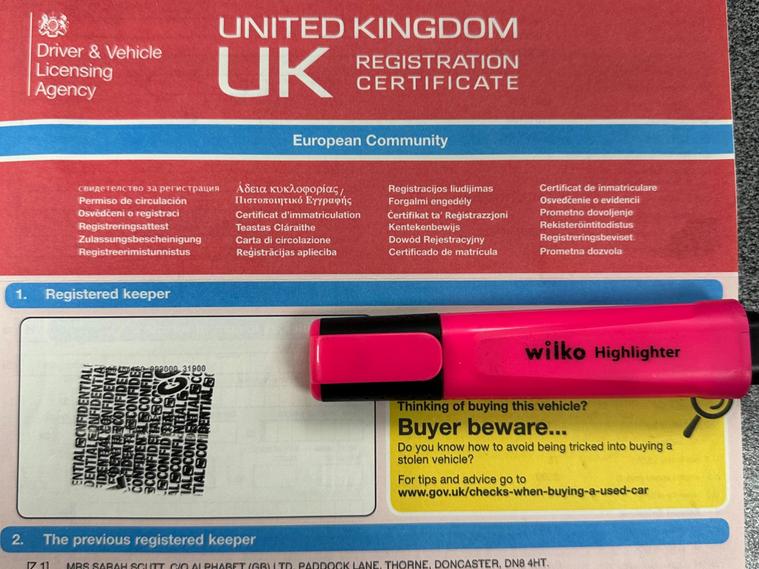 UNITED KINGDOM
Driver & Vehicle
Licensing
Agency
UK
REGISTRATION
CERTIFICATE
European Community
свидетелство за регистрация
Permiso de circulación
Osvědčení o registraci
Registreringsattest
Zulassungsbescheinigung
Registreerimistunnistus
Άδεια κυκλοφορίας /
Πιστοποιητικό Εγγραφής
Certificat d'immatriculation
Teastas Cláraithe
Carta di circolazione
Reģistrācijas apliecība
Registracijos liudijimas
Forgalmi engedély
Ċertifikat ta' Reġistrazzjoni
Kentekenbewijs
Dowód Rejestracyjny
Certificado de matrícula
Certificat de inmatriculare
Osvedčenie o evidencii
Prometno dovoljenje
Rekisteröintitodistus
Registreringsbeviset
Prometna dozvola
1. Registered keeper
wilko Highlighter
31900
CONFIDENTIAL
Thinking of buying this vehicle?
Buyer beware...
Do you know how to avoid being tricked into buying a
stolen vehicle?
For tips and advice go to
www.gov.uk/checks-when-buying-a-used-car
2. The previous registered keeper
MRS SARAH SCUTT, C/O ALPHABET (GB) LTD, PADDOCK LANE, THORNE, DONCASTER, DN8 4HT.